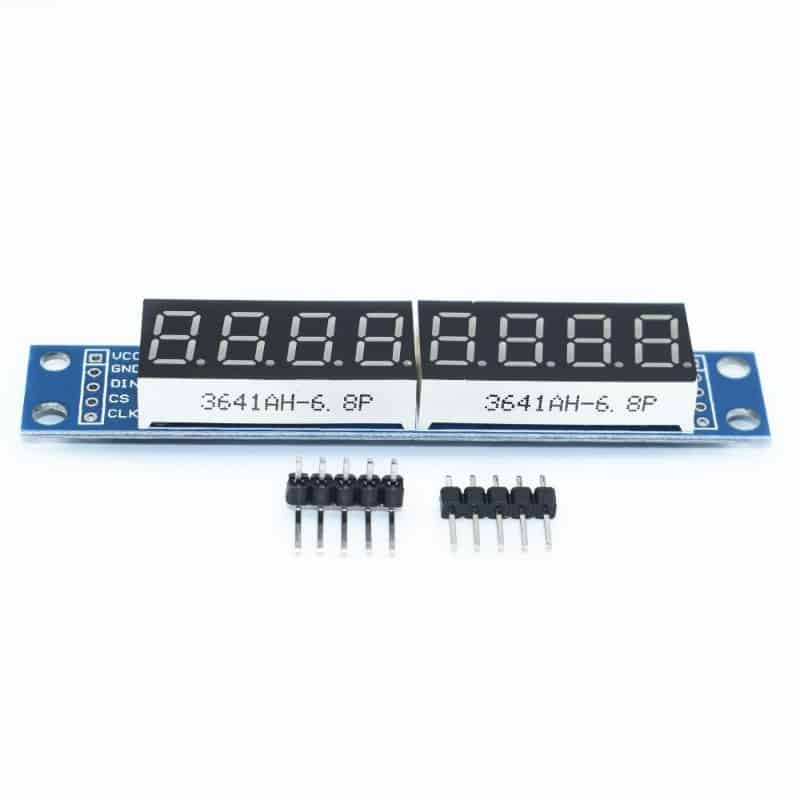 VCC
GND
DIN
CS
CLK
3641AH-6.8P
3641AH-6.8P